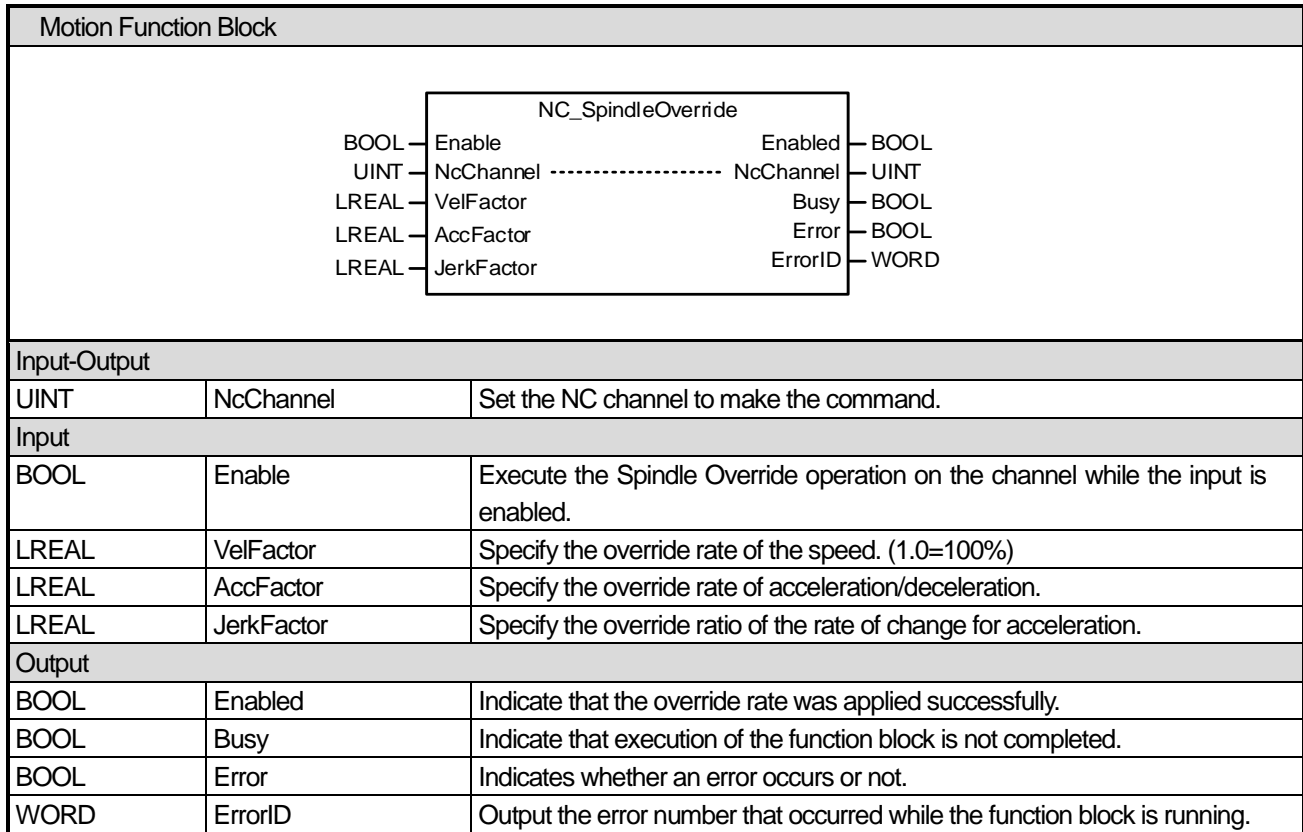 Motion Function Block
NC_SpindleOverride
BOOL Enable Enabled BOOL
UINT NcChannel NcChannel UINT
LREAL VelFactor Busy BOOL
LREAL AccFactor Error BOOL
LREAL JerkFactor ErrorID WORD
Input-Output
UINT NcChannel Set the NC channel to make the command.
Input
BOOL Enable Execute the Spindle Override operation on the channel while the input is
enabled.
LREAL VelFactor Specify the override rate of the speed. (1.0=100%)
LREAL AccFactor Specify the override rate of acceleration/deceleration.
LREAL JerkFactor Specify the override ratio of the rate of change for acceleration.
Output
BOOL Enabled Indicate that the override rate was applied successfully.
BOOL Busy Indicate that execution of the function block is not completed.
BOOL Error Indicates whether an error occurs or not.
WORD ErrorID Output the error number that occurred while the function block is running.